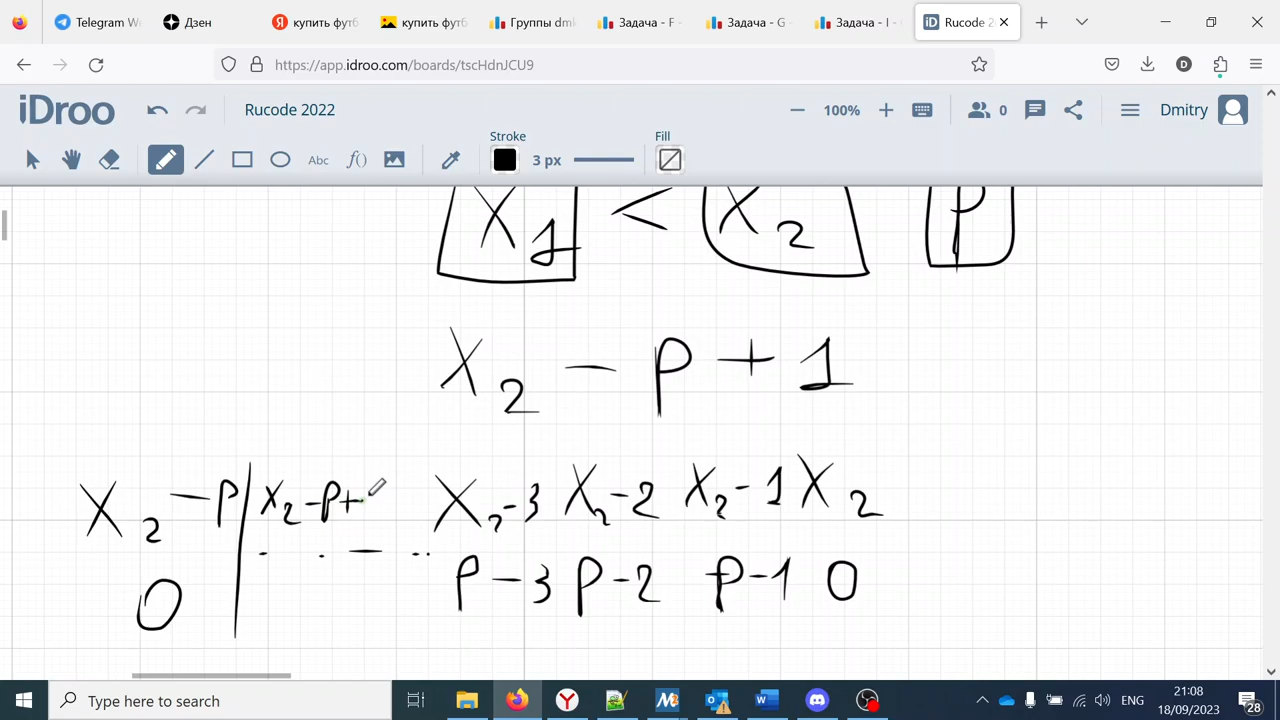 Telegram We
Дзен
купить футб
купить футб
Группы dmi
Задача - F -
Задача - G -
Задача - I -
Rucode 2
https://app.idroo.com/boards/tscHdnJCU9
iDroo
Rucode 2022
100%
0
Dmitry
Stroke
Fill
Abc
f()
3 px
X1 < X2 P
X2 - P + 1
X2 - P X2 - P + X2 - 3 X2 - 2 X2 - 1 X2
0 . . - .. P - 3 P - 2 P - 1 0
Type here to search
ENG
21:08
18/09/2023
28